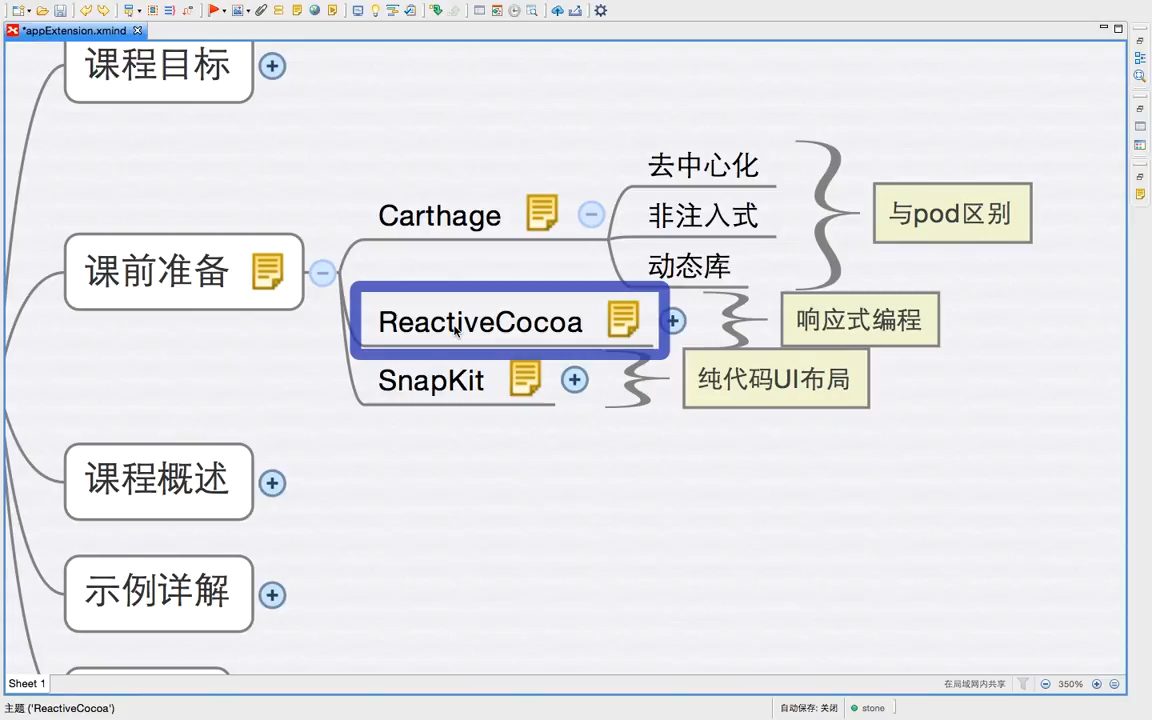 *appExtension.xmind
课程目标
去中心化
Carthage
非注入式
与pod区别
课前准备
动态库
ReactiveCocoa
响应式编程
SnapKit
纯代码UI布局
课程概述
示例详解
Sheet 1
在局域网内共享
350%
主题 ('ReactiveCocoa')
自动保存: 关闭
stone